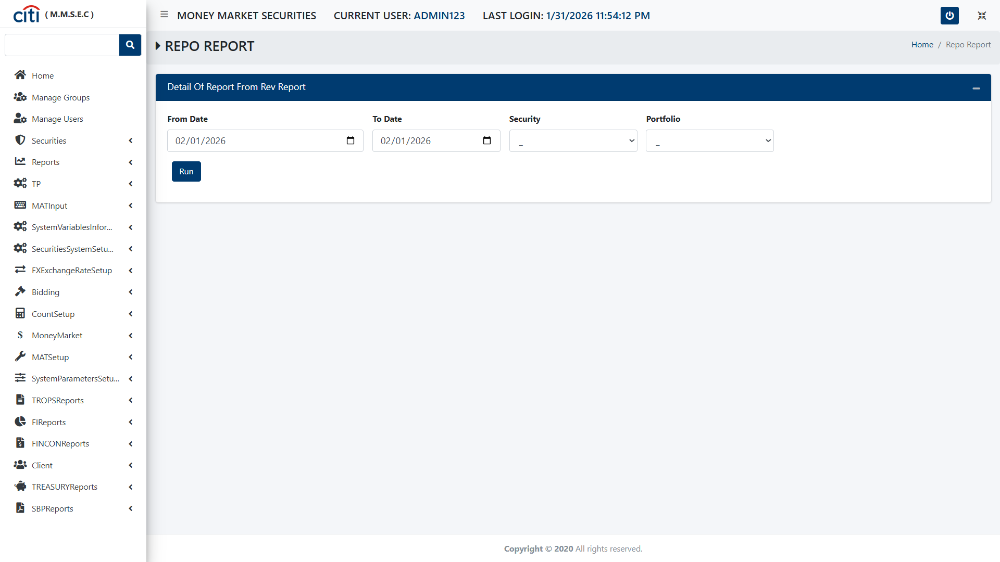 citi ( M.M.S.E.C )
MONEY MARKET SECURITIES CURRENT USER: ADMIN123 LAST LOGIN: 1/31/2026 11:54:12 PM
REPO REPORT
Home / Repo Report
Home
Manage Groups
Manage Users
Securities
Reports
TP
MATInput
SystemVariablesInfor...
SecuritiesSystemSetu...
FXExchangeRateSetup
Bidding
CountSetup
MoneyMarket
MATSetup
SystemParametersSetu...
TROPSReports
FIReports
FINCONReports
Client
TREASURYReports
SBPReports
Detail Of Report From Rev Report
From Date To Date Security Portfolio
02/01/2026 02/01/2026 _ _
Run
Copyright © 2020 All rights reserved.